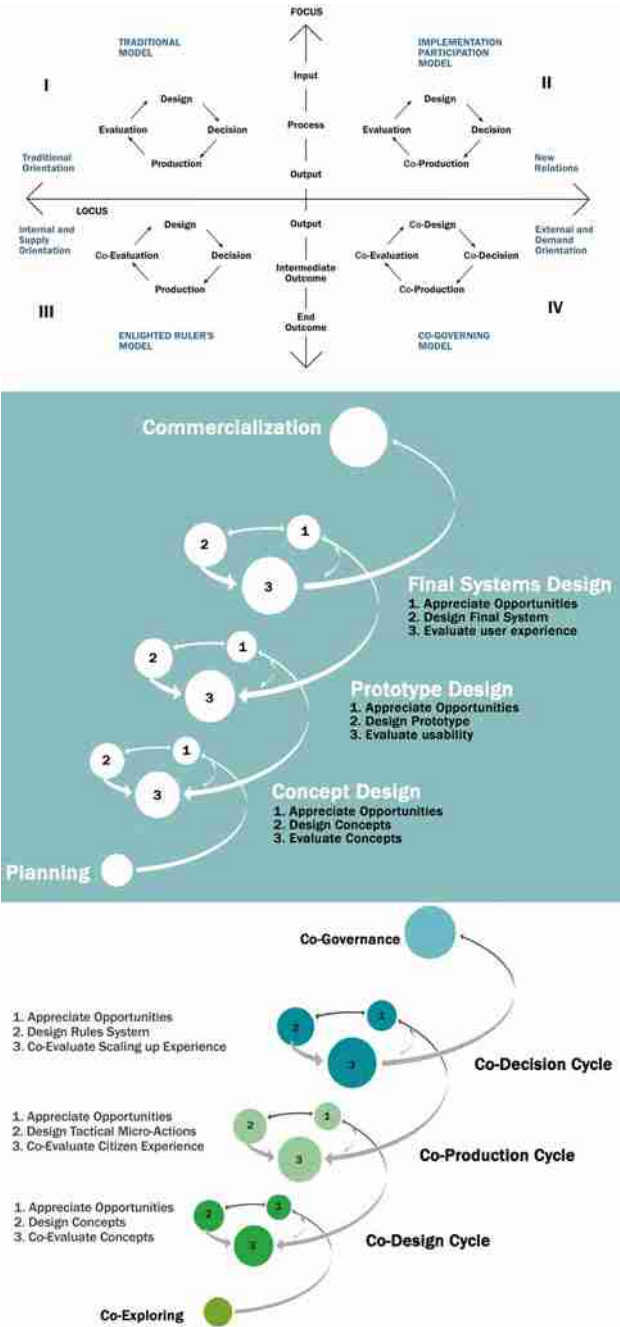 FOCUS
TRADITIONAL
MODEL
IMPLEMENTATION
PARTICIPATION
MODEL
I
II
Input
Design
Design
Evaluation
Decision
Process
Evaluation
Decision
Production
Co-Production
Traditional
Orientation
Output
New
Relations
LOCUS
Internal and
Supply
Orientation
Design
Co-Evaluation
Decision
Production
Output
Intermediate
Outcome
End
Outcome
Co-Design
Co-Evaluation
Co-Decision
Co-Production
External and
Demand
Orientation
III
IV
ENLIGHTED RULER'S
MODEL
CO-GOVERNING
MODEL
Commercialization
1
2
3
Final Systems Design
1. Appreciate Opportunities
2. Design Final System
3. Evaluate user experience
1
2
3
Prototype Design
1. Appreciate Opportunities
2. Design Prototype
3. Evaluate usability
1
2
3
Concept Design
1. Appreciate Opportunities
2. Design Concepts
3. Evaluate Concepts
Planning
Co-Governance
1. Appreciate Opportunities
2. Design Rules System
3. Co-Evaluate Scaling up Experience
1
2
3
Co-Decision Cycle
1. Appreciate Opportunities
2. Design Tactical Micro-Actions
3. Co-Evaluate Citizen Experience
1
2
3
Co-Production Cycle
1. Appreciate Opportunities
2. Design Concepts
3. Co-Evaluate Concepts
1
2
3
Co-Design Cycle
Co-Exploring